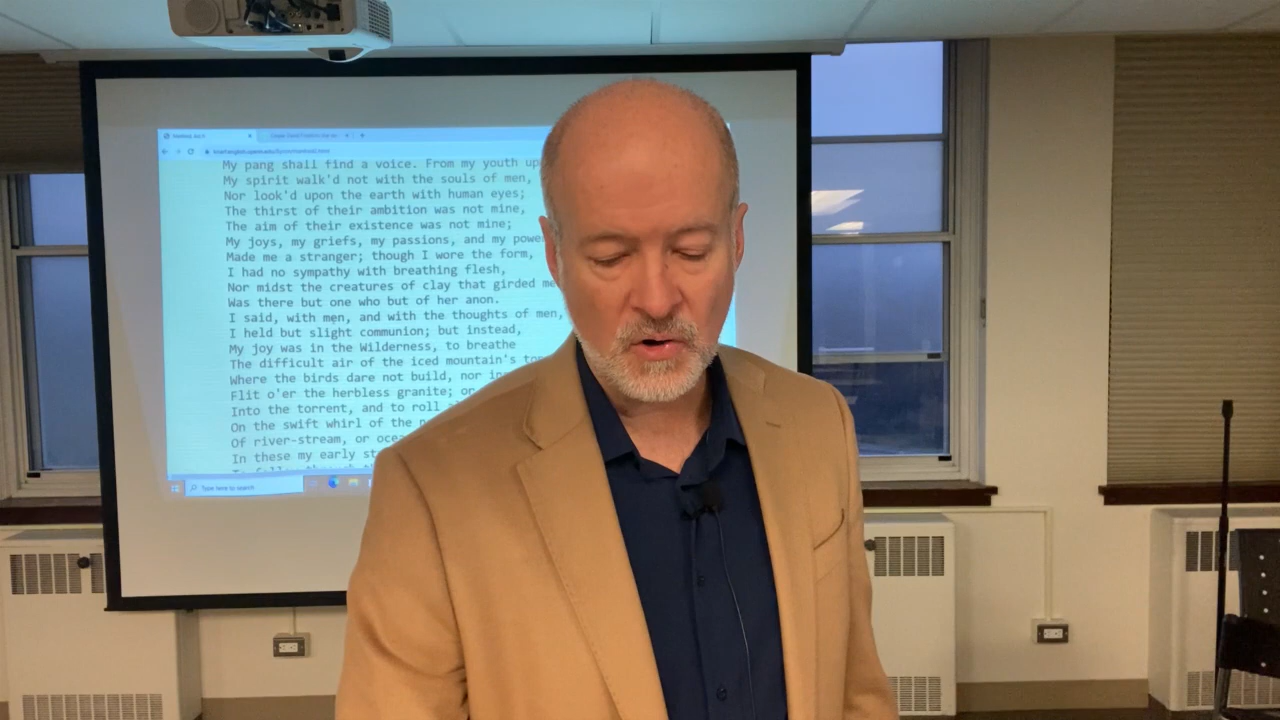 My pang shall find a voice. From my youth up
My spirit walk'd not with the souls of men,
Nor look'd upon the earth with human eyes;
The thirst of their ambition was not mine,
The aim of their existence was not mine;
My joys, my griefs, my passions, and my power
Made me a stranger; though I wore the form,
I had no sympathy with breathing flesh,
Nor midst the creatures of clay that girded me
Was there but one who but of her anon.
I said, with men, and with the thoughts of men,
I held but slight communion; but instead,
My joy was in the Wilderness, to breathe
The difficult air of the iced mountain's
Where the birds dare not build, nor
Flit o'er the herbless granite; or
Into the torrent, and to roll
On the swift whirl of the
Of river-stream, or
In these my early
Type here to search